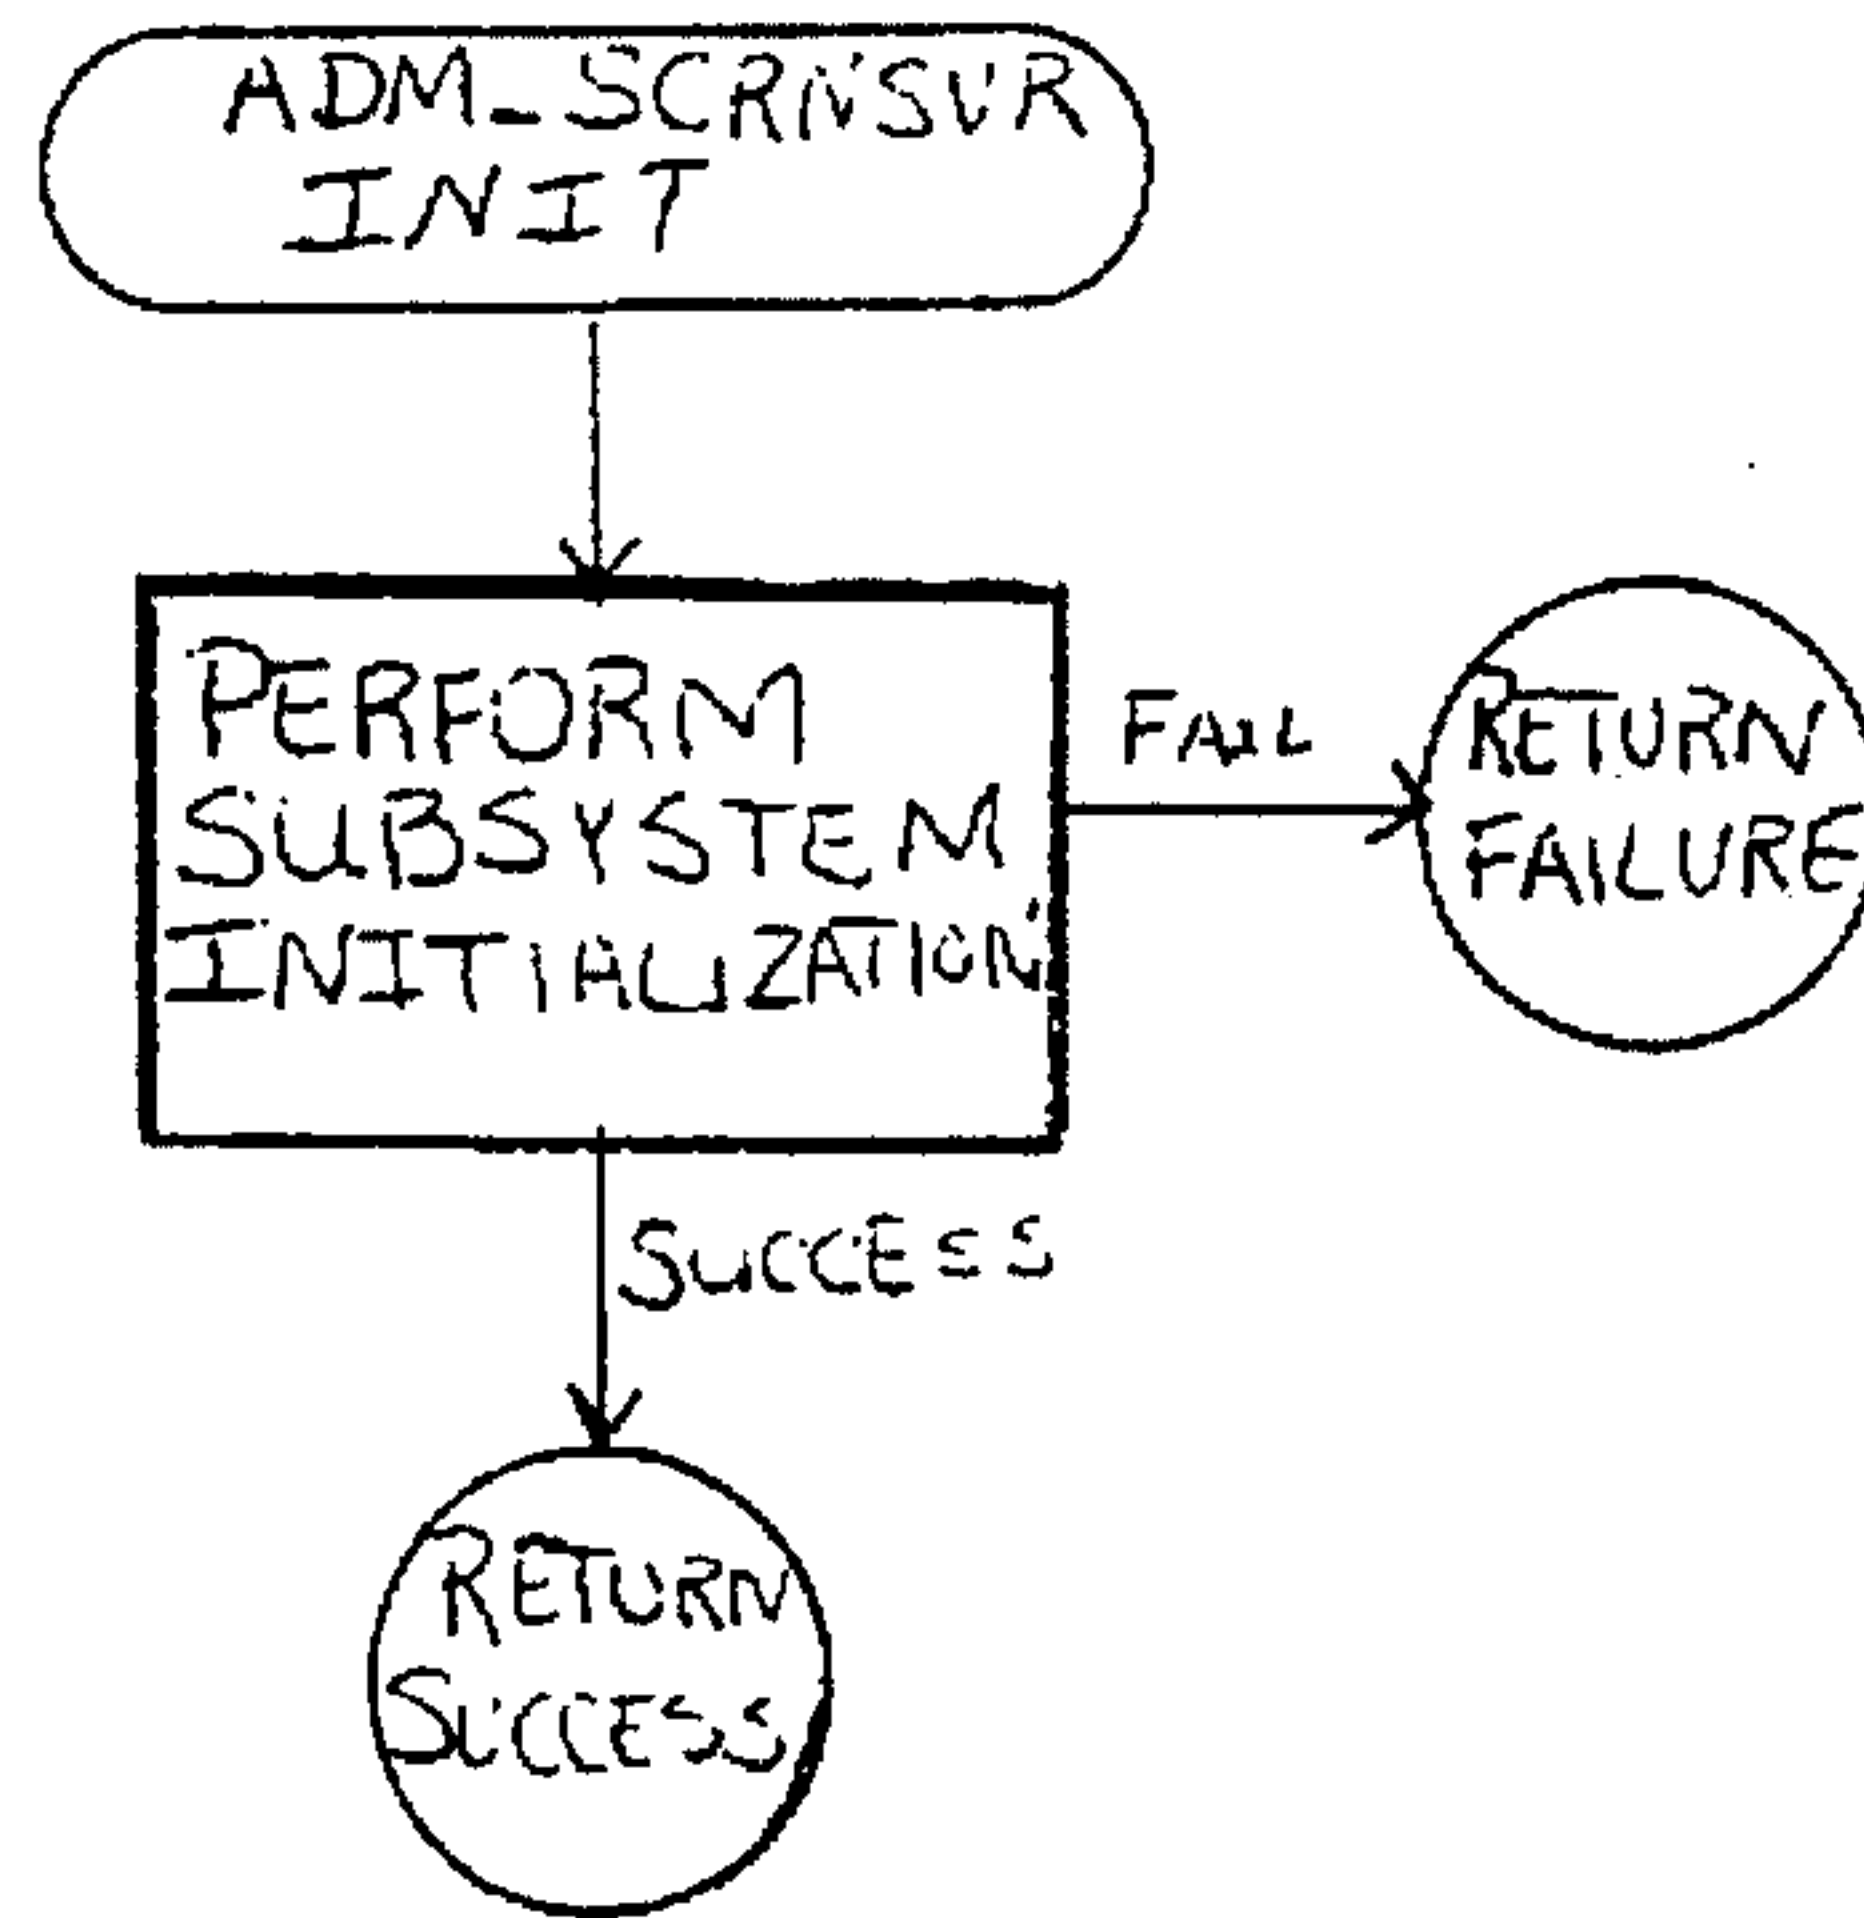 ADM_SCRNSVR
INIT
PERFORM
SUBSYSTEM
INITIALIZATION
FAIL
RETURN
FAILURE
SUCCESS
RETURN
SUCCESS